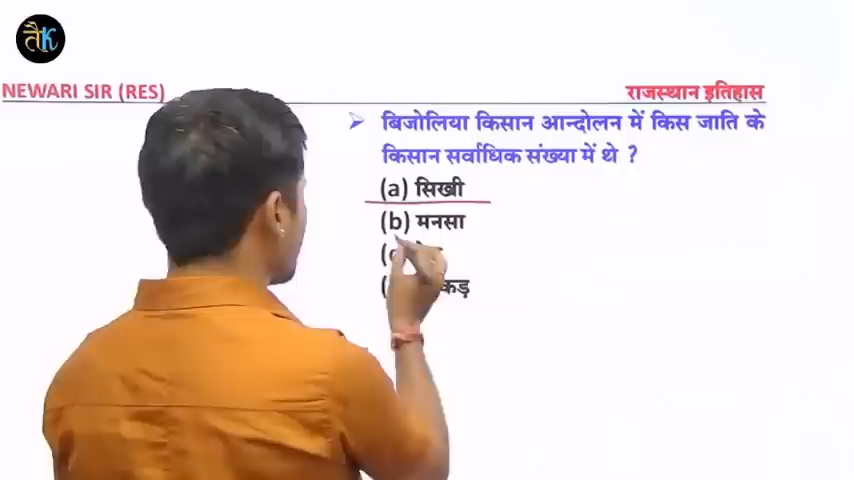 तैK
NEWARI SIR (RES)
राजस्थान इतिहास
बिजोलिया किसान आन्दोलन में किस जाति के
किसान सर्वाधिक संख्या में थे ?
(a) सिखी
(b) मनसा